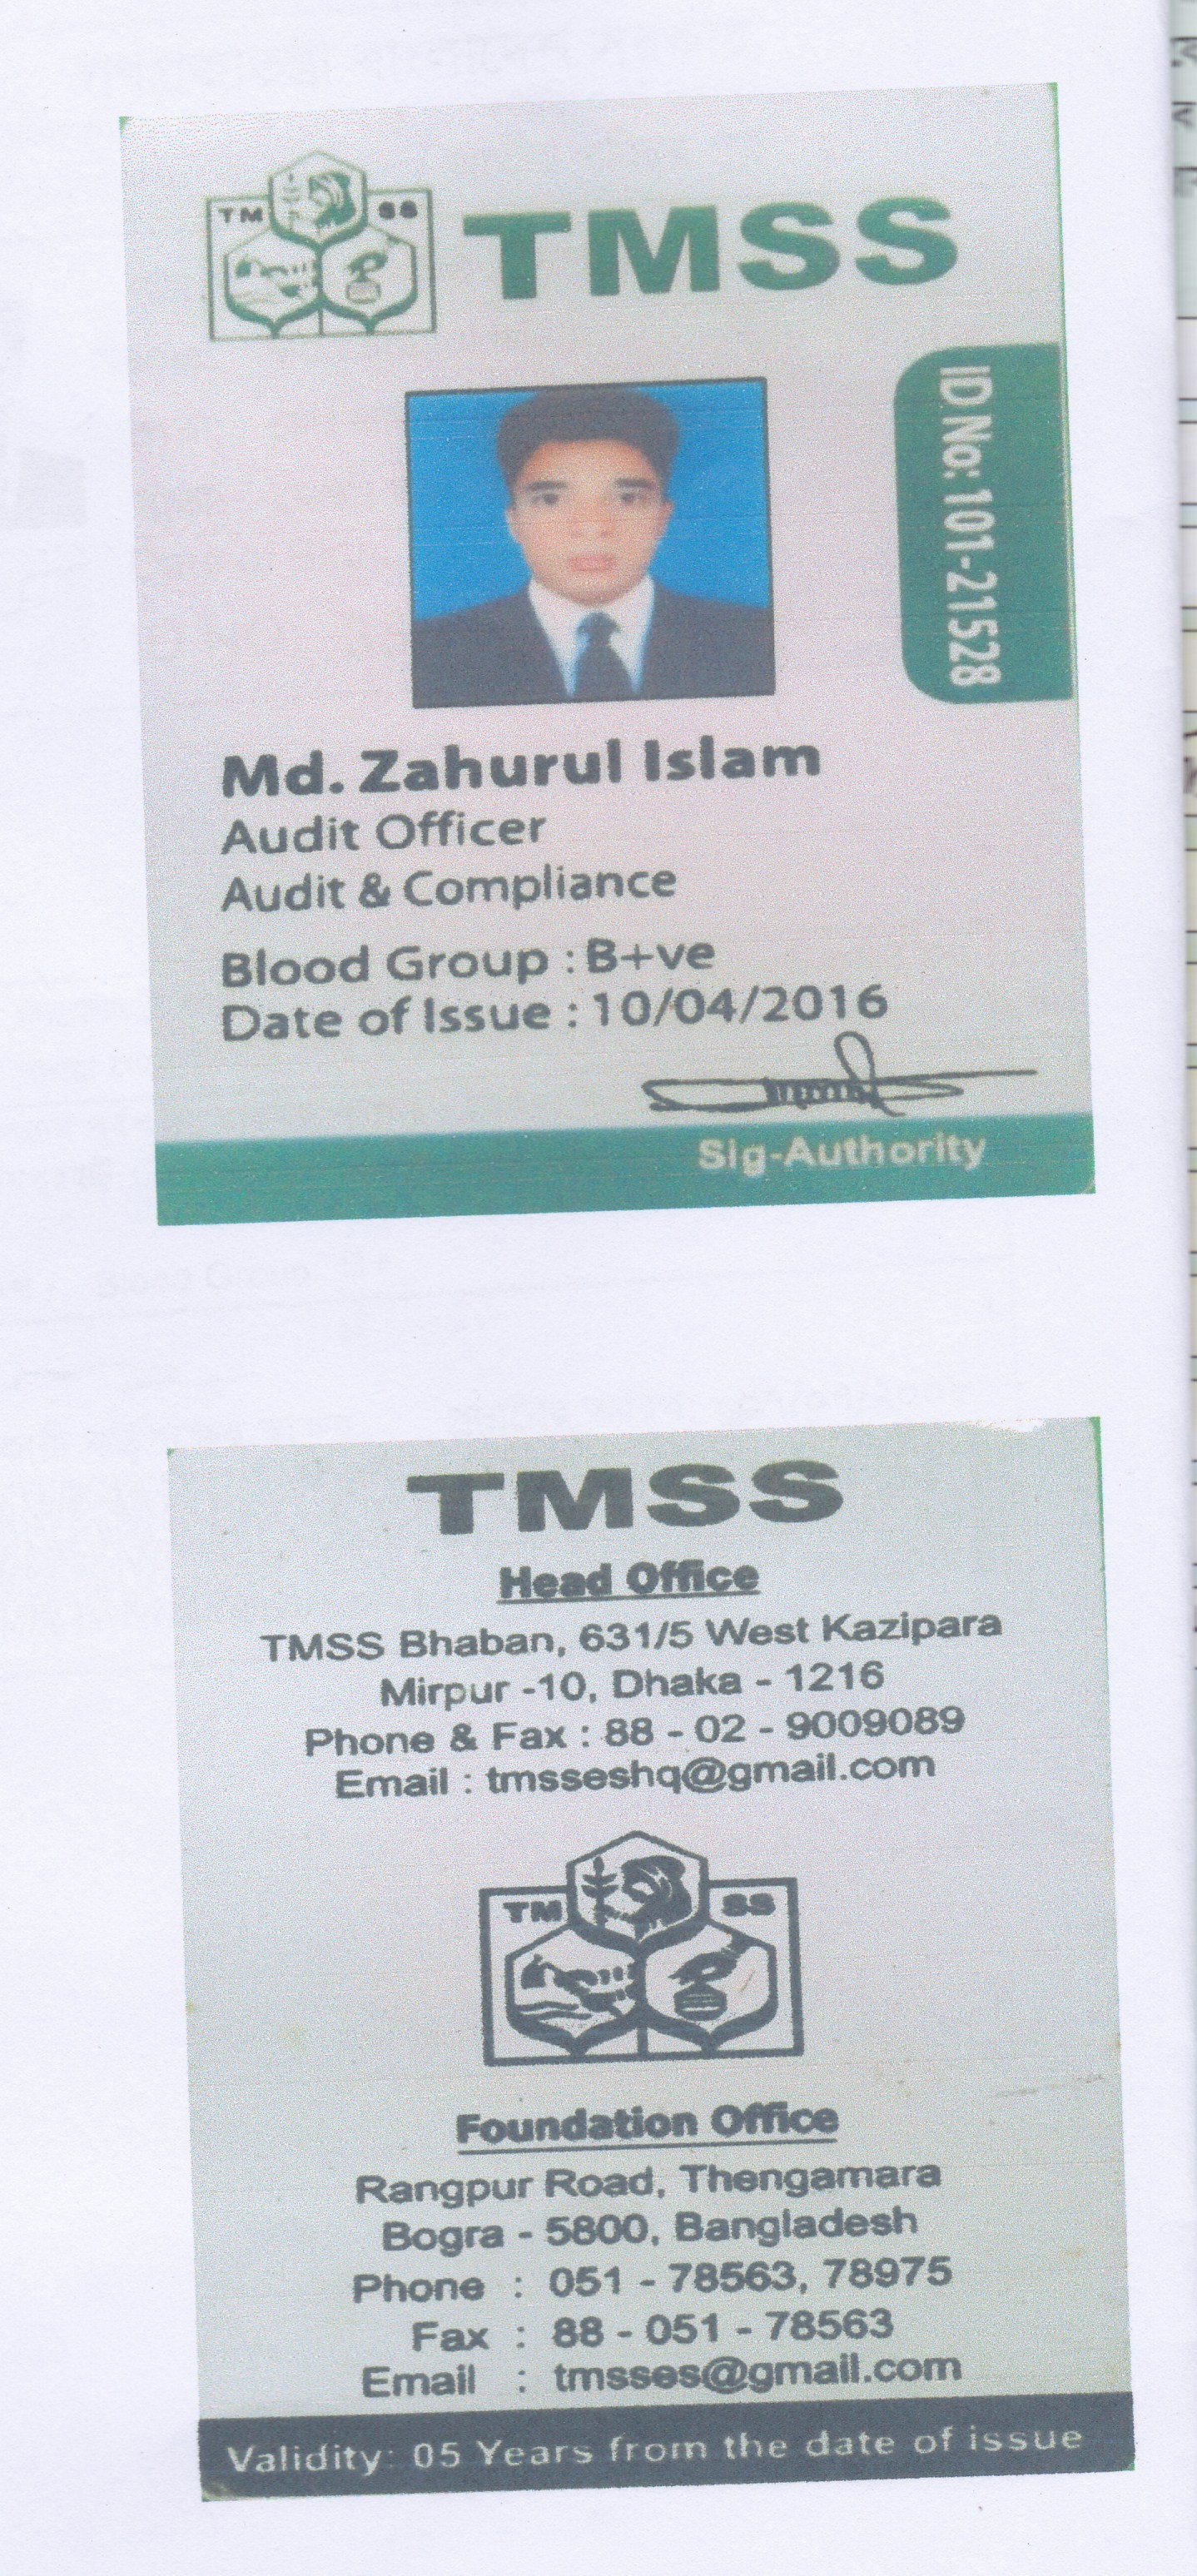 TM SS TMSS
ID No: 101-21528
Md. Zahurul Islam
Audit Officer
Audit & Compliance
Blood Group : B+ve
Date of Issue : 10/04/2016
Sig-Authority
Blood Group
TMSS
Head Office
TMSS Bhaban, 631/5 West Kazipara
Mirpur -10, Dhaka - 1216
Phone & Fax : 88 - 02 - 9009089
Email : tmsseshq@gmail.com
TM SS
Foundation Office
Rangpur Road, Thengamara
Bogra - 5800, Bangladesh
Phone : 051 - 78563, 78975
Fax : 88 - 051 - 78563
Email : tmsses@gmail.com
Validity: 05 Years from the date of issue